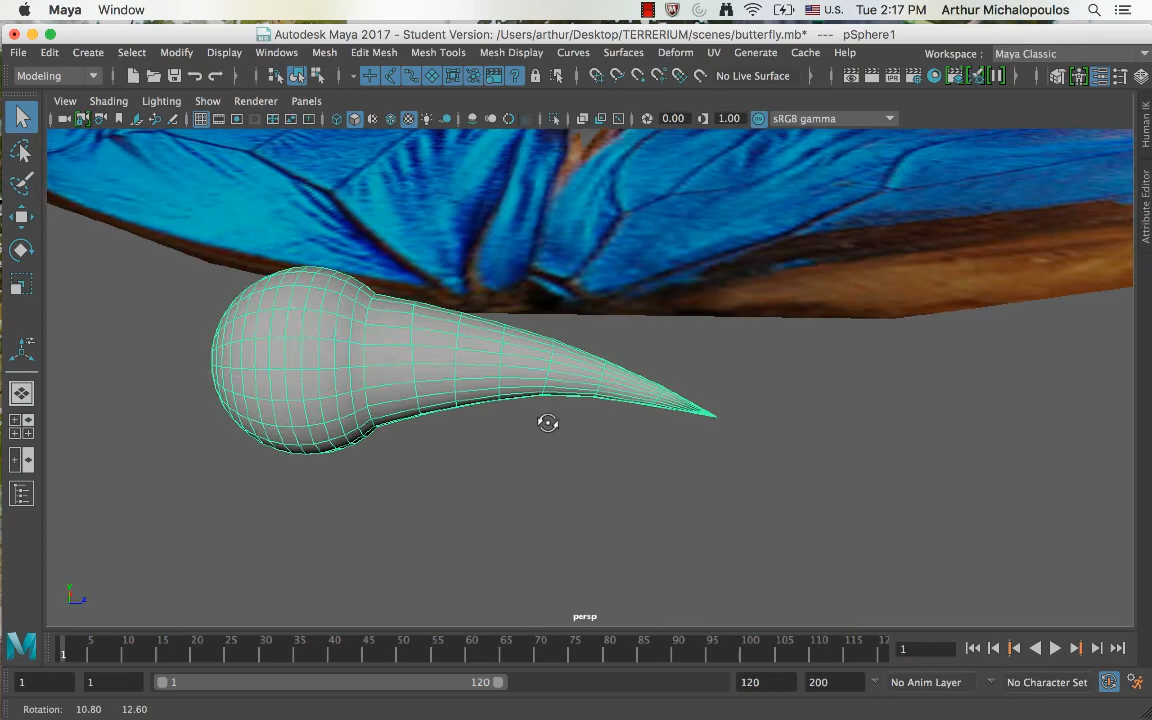 Maya Window U.S. Tue 2:17 PM Arthur Michalopoulos
Autodesk Maya 2017 - Student Version: /Users/arthur/Desktop/TERRERIUM/scenes/butterfly.mb* --- pSphere1
File Edit Create Select Modify Display Windows Mesh Edit Mesh Mesh Tools Mesh Display Curves Surfaces Deform UV Generate Cache Help Workspace : Maya Classic
Modeling No Live Surface
View Shading Lighting Show Renderer Panels
0.00 1.00 ON sRGB gamma
Human IK
Attribute Editor
y
z
persp
5 10 15 20 25 30 35 40 45 50 55 60 65 70 75 80 85 90 95 100 105 110 115 12
1 1
1 1 1 120 120 200 No Anim Layer No Character Set
Rotation: 10.80 12.60